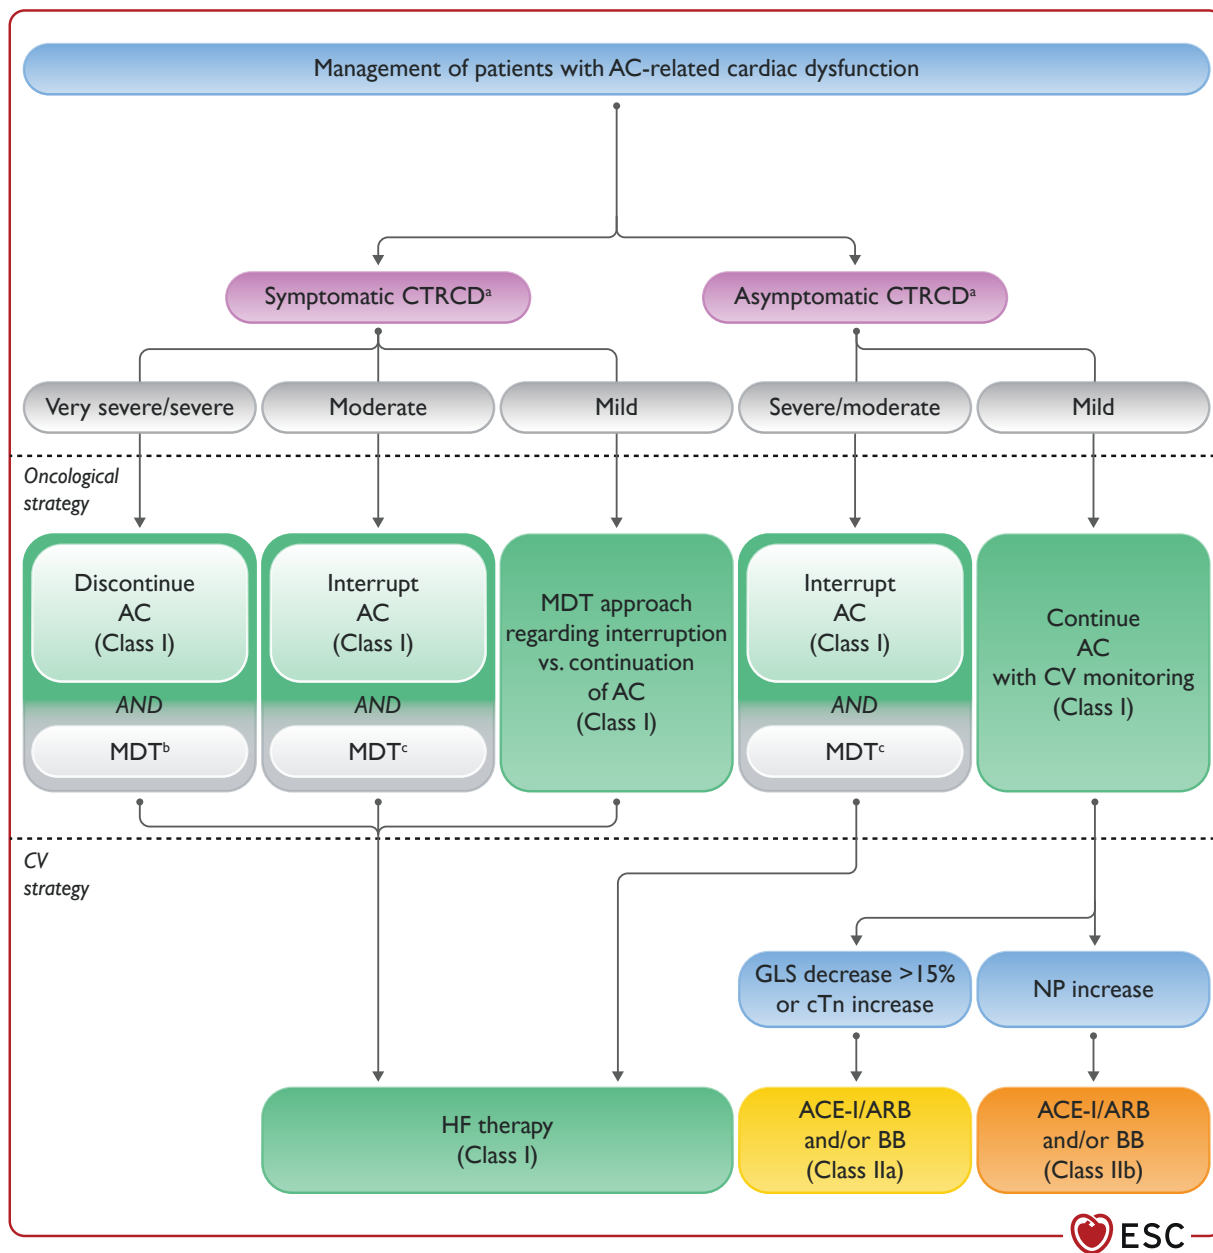 Management of patients with AC-related cardiac dysfunction
Symptomatic CTRCDᵃ
Asymptomatic CTRCDᵃ
Very severe/severe
Moderate
Mild
Severe/moderate
Mild
Oncological
strategy
Discontinue
AC
(Class I)
AND
MDTᵇ
Interrupt
AC
(Class I)
AND
MDTᶜ
MDT approach
regarding interruption
vs. continuation
of AC
(Class I)
Interrupt
AC
(Class I)
AND
MDTᶜ
Continue
AC
with CV monitoring
(Class I)
CV
strategy
GLS decrease >15%
or cTn increase
NP increase
HF therapy
(Class I)
ACE-I/ARB
and/or BB
(Class IIa)
ACE-I/ARB
and/or BB
(Class IIb)
ESC